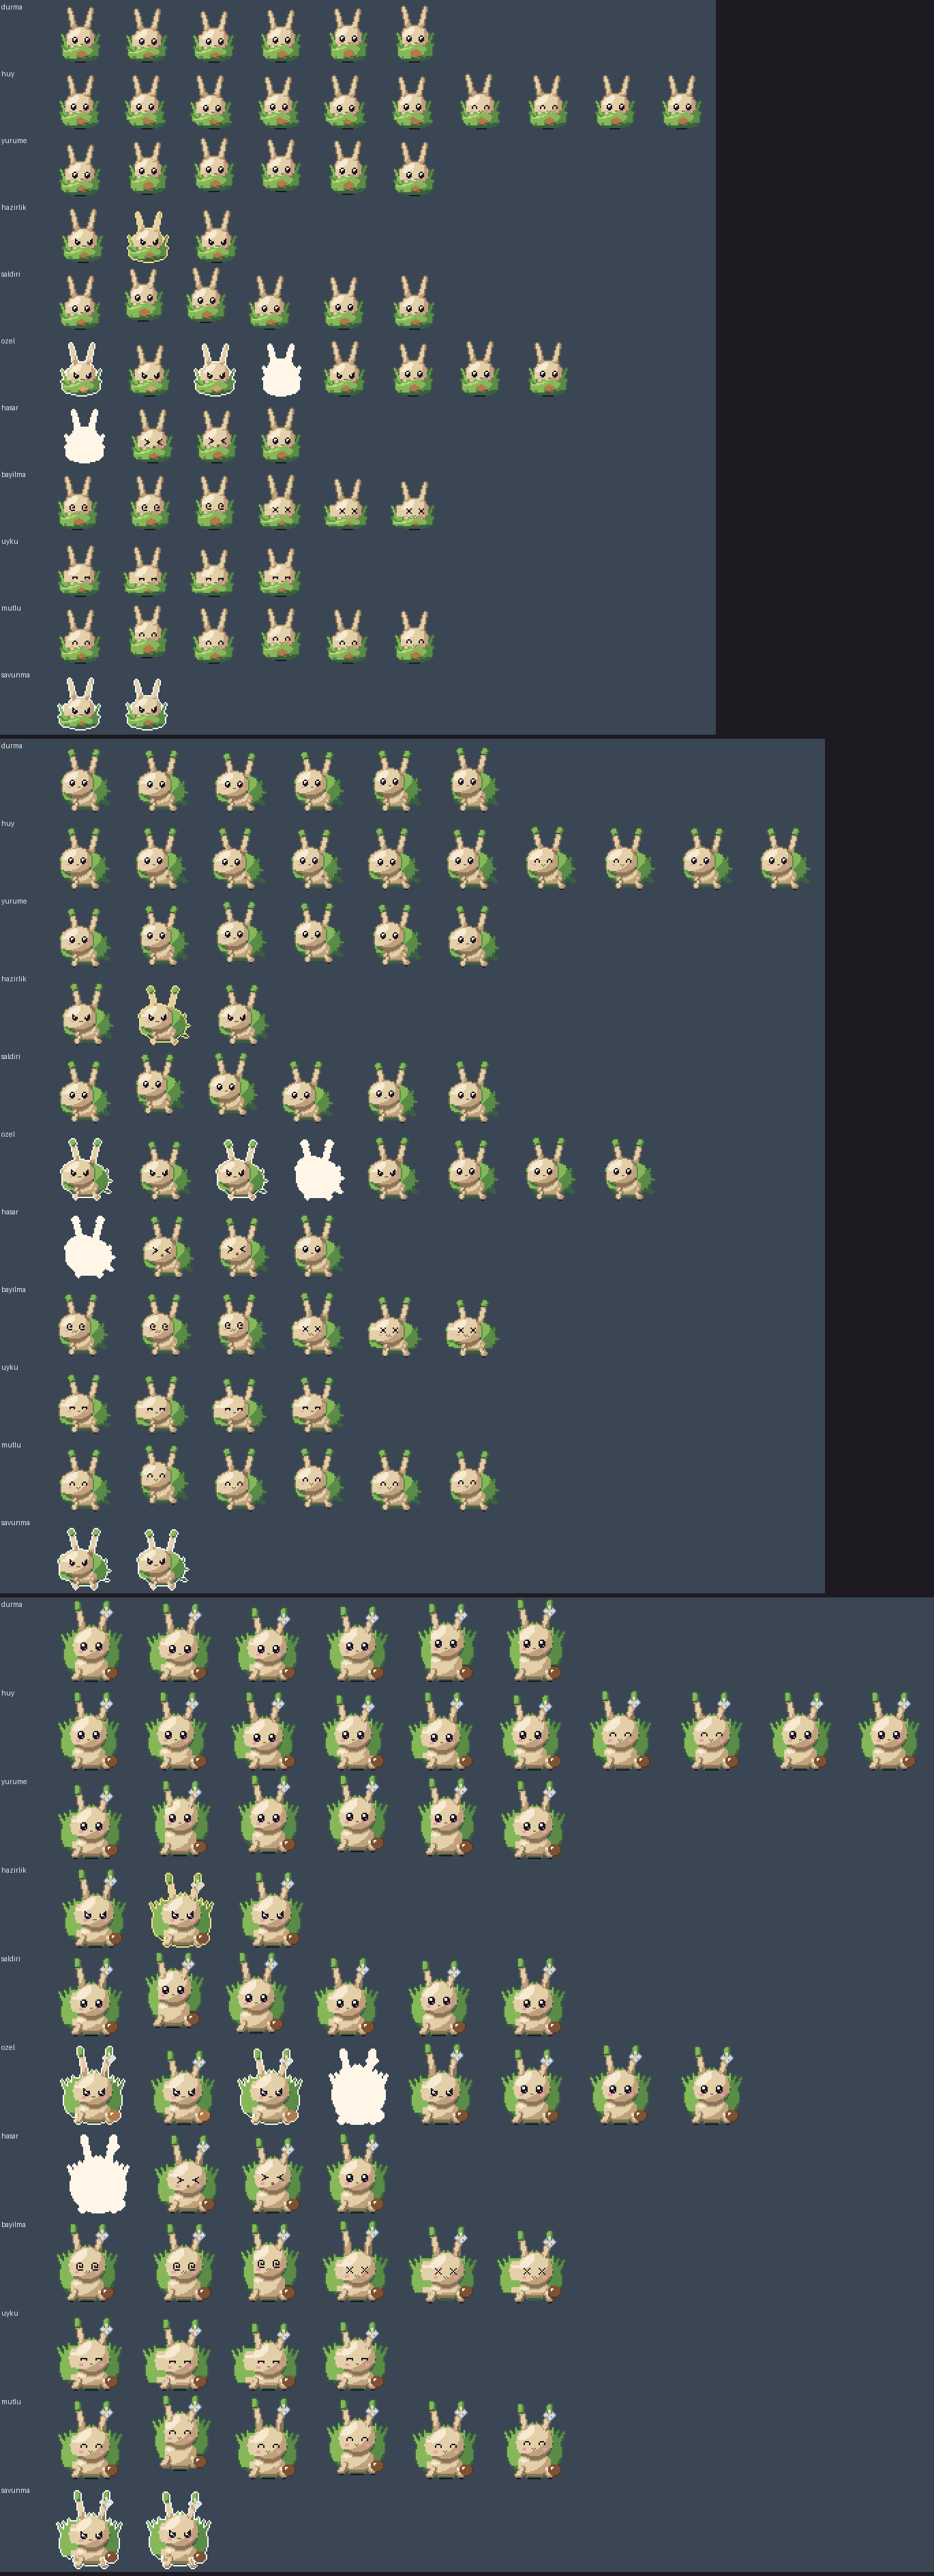 durma
huy
yurume
hazirlik
saldiri
ozel
hasar
bayilma
uyku
mutlu
savunma
durma
huy
yurume
hazirlik
saldiri
ozel
hasar
bayilma
uyku
mutlu
savunma
durma
huy
yurume
hazirlik
saldiri
ozel
hasar
bayilma
uyku
mutlu
savunma